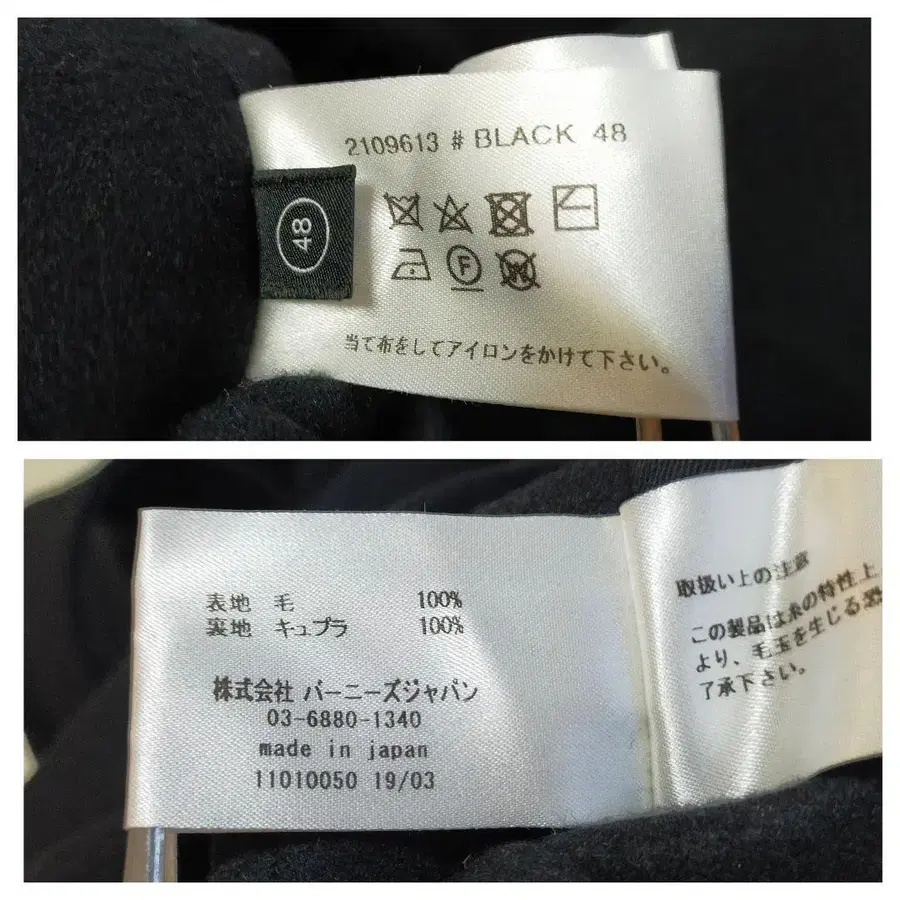 2109613 # BLACK 48
48
F
W
当て布をしてアイロンをかけて下さい。
表地 毛 100%
裏地 キュプラ 100%
株式会社 バーニーズジャパン
03-6880-1340
made in japan
11010050 19/03
取扱い上の注意
この製品は糸の特性上
より、毛玉を生じる恐
了承下さい。